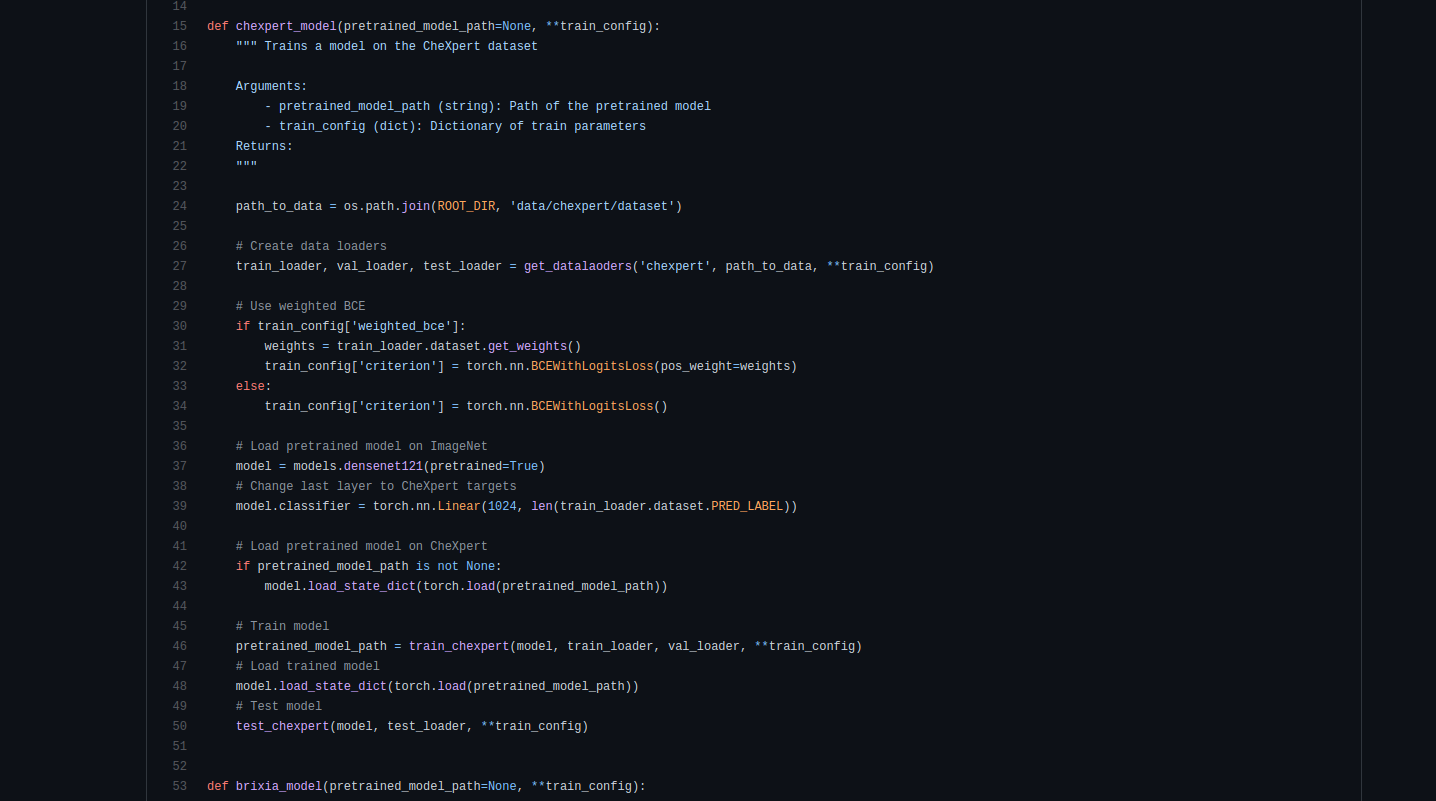 14
15 def chexpert_model(pretrained_model_path=None, **train_config):
16     """ Trains a model on the CheXpert dataset
17
18     Arguments:
19         - pretrained_model_path (string): Path of the pretrained model
20         - train_config (dict): Dictionary of train parameters
21     Returns:
22     """
23
24     path_to_data = os.path.join(ROOT_DIR, 'data/chexpert/dataset')
25
26     # Create data loaders
27     train_loader, val_loader, test_loader = get_datalaoders('chexpert', path_to_data, **train_config)
28
29     # Use weighted BCE
30     if train_config['weighted_bce']:
31         weights = train_loader.dataset.get_weights()
32         train_config['criterion'] = torch.nn.BCEWithLogitsLoss(pos_weight=weights)
33     else:
34         train_config['criterion'] = torch.nn.BCEWithLogitsLoss()
35
36     # Load pretrained model on ImageNet
37     model = models.densenet121(pretrained=True)
38     # Change last layer to CheXpert targets
39     model.classifier = torch.nn.Linear(1024, len(train_loader.dataset.PRED_LABEL))
40
41     # Load pretrained model on CheXpert
42     if pretrained_model_path is not None:
43         model.load_state_dict(torch.load(pretrained_model_path))
44
45     # Train model
46     pretrained_model_path = train_chexpert(model, train_loader, val_loader, **train_config)
47     # Load trained model
48     model.load_state_dict(torch.load(pretrained_model_path))
49     # Test model
50     test_chexpert(model, test_loader, **train_config)
51
52
53 def brixia_model(pretrained_model_path=None, **train_config):